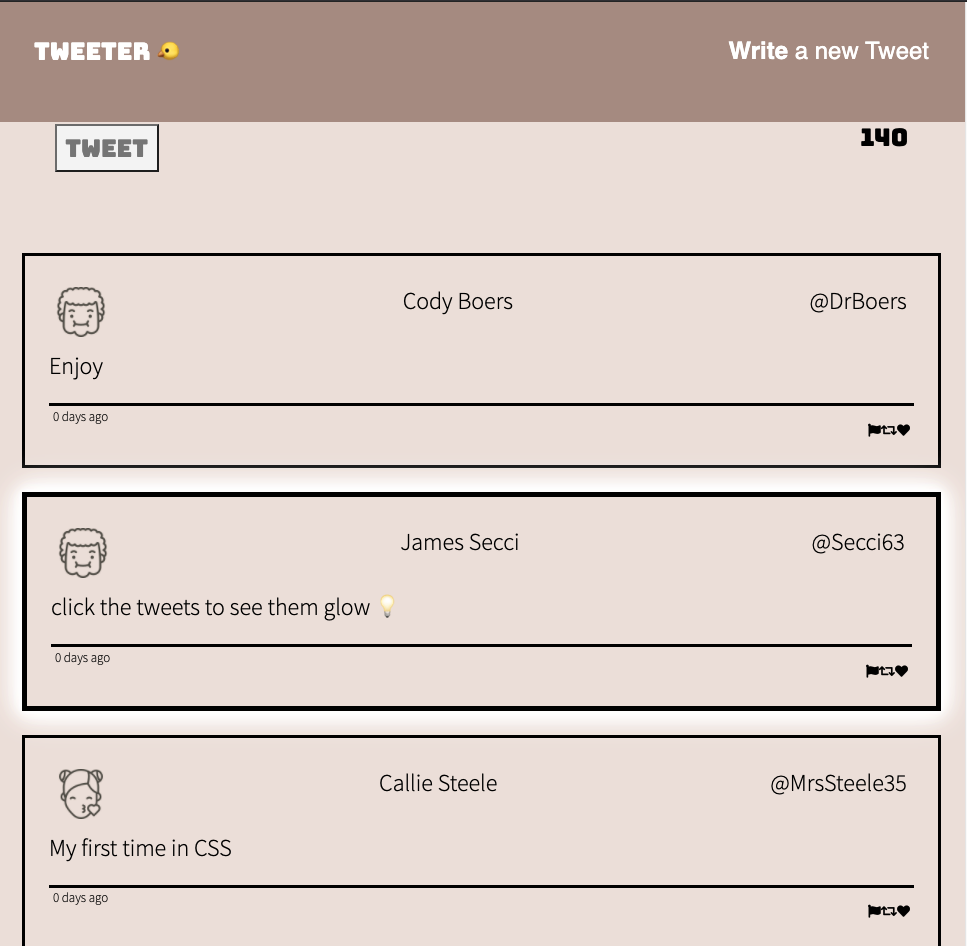 TWEETER 🐤 Write a new Tweet
TWEET 140
Cody Boers @DrBoers
Enjoy
0 days ago
James Secci @Secci63
click the tweets to see them glow 💡
0 days ago
Callie Steele @MrsSteele35
My first time in CSS
0 days ago